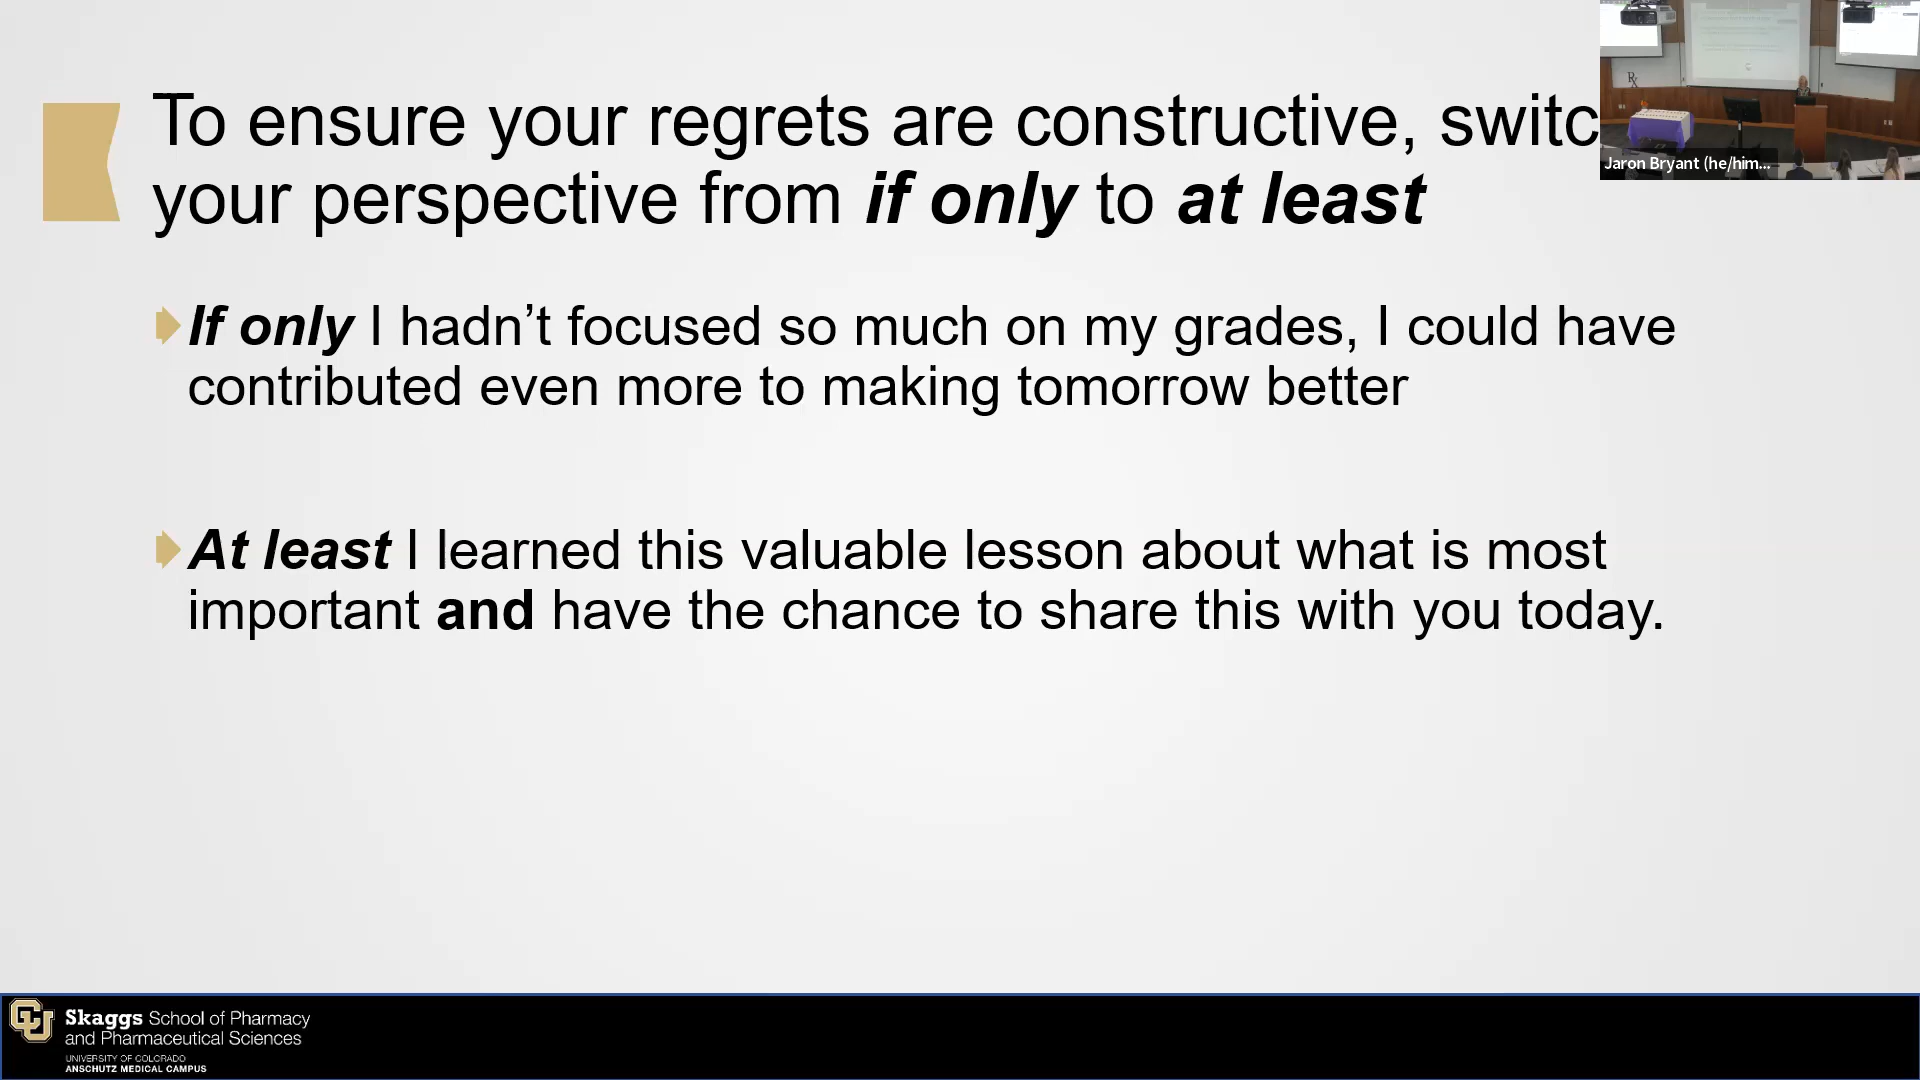 To ensure your regrets are constructive, switc
your perspective from if only to at least
Jaron Bryant (he/him...
If only I hadn’t focused so much on my grades, I could have
contributed even more to making tomorrow better
At least I learned this valuable lesson about what is most
important and have the chance to share this with you today.
CU
Skaggs School of Pharmacy
and Pharmaceutical Sciences
UNIVERSITY OF COLORADO
ANSCHUTZ MEDICAL CAMPUS